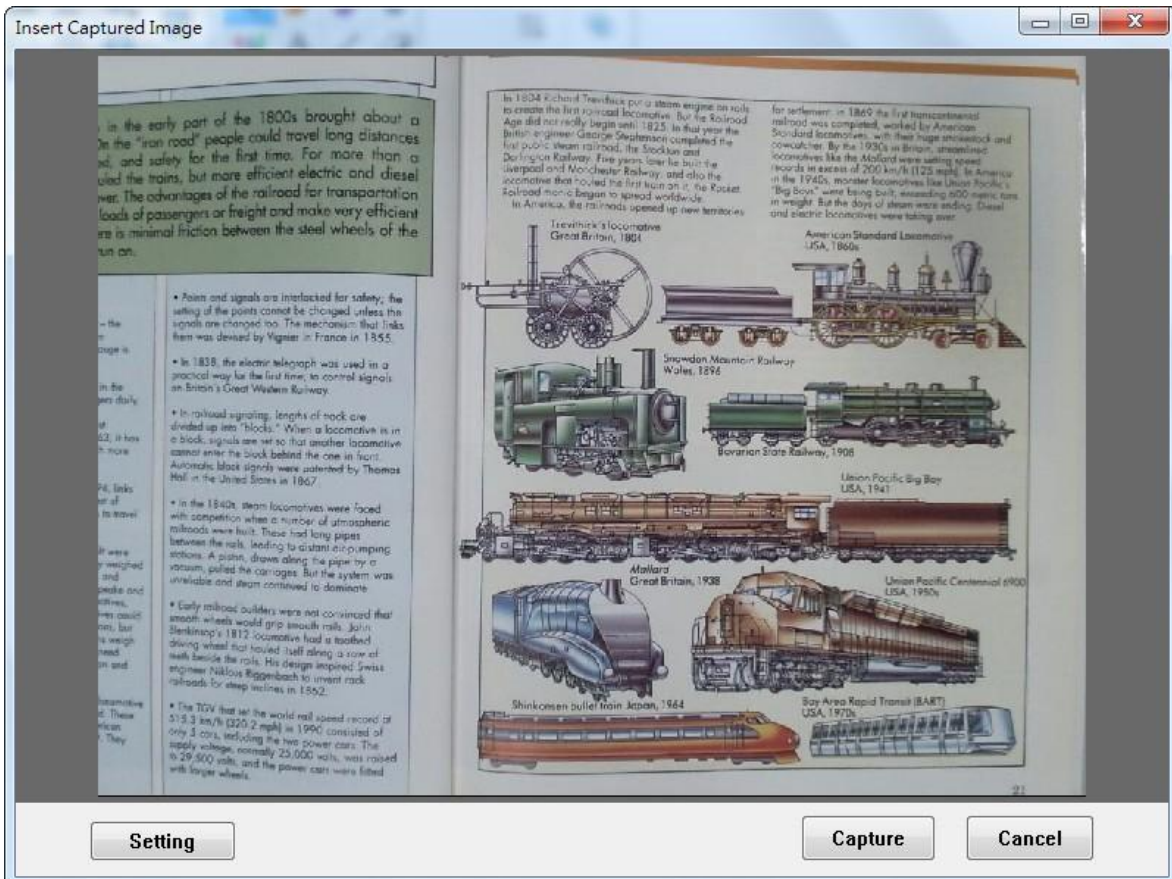 Insert Captured Image
in the early part of the 1800s brought about a
On the "iron road" people could travel long distances
and safety for the first time. For more than a
ruled the trains, but more efficient electric and diesel
The advantages of the railroad for transportation
loads of passengers or freight and make very efficient
is minimal friction between the steel wheels of the
run on.
– the
in the
daily
it has
more
links
of
to travel
were
weighed
and
and
could
but
weigh
and
locomotive
These
They
• Points and signals are interlocked for safety; the
setting of the points cannot be changed unless the
signals are changed too. The mechanism that links
them was devised by Vignier in France in 1855.
• In 1838, the electric telegraph was used in a
practical way for the first time, to control signals
on Britain's Great Western Railway.
• In railroad signaling, lengths of track are
divided up into "blocks." When a locomotive is in
a block, signals are set so that another locomotive
cannot enter the block behind the one in front.
Automatic block signals were patented by Thomas
Hall in the United States in 1867.
• In the 1840s, steam locomotives were faced
with competition when a number of atmospheric
railroads were built. These had long pipes
between the rails, leading to distant air-pumping
stations. A piston, drawn along the pipe by a
vacuum, pulled the carriages. But the system was
unreliable and steam continued to dominate.
• Early railroad builders were not convinced that
smooth wheels would grip smooth rails. John
Blenkinsop's 1812 locomotive had a toothed
driving wheel that hauled itself along a row of
teeth beside the rails. His design inspired Swiss
engineer Niklaus Riggenbach to invent rack
railroads for steep inclines in 1862.
• The TGV that set the world rail speed record of
515.3 km/h (320.2 mph) in 1990 consisted of
only 5 cars, including the two power cars. The
supply voltage, normally 25,000 volts, was raised
to 29,500 volts, and the power cars were fitted
with larger wheels.
In 1804 Richard Trevithick put a steam engine on rails
to create the first railroad locomotive. But the Railroad
Age did not really begin until 1825. In that year the
British engineer George Stephenson completed the
first public steam railroad, the Stockton and
Darlington Railway. Five years later he built the
Liverpool and Manchester Railway, and also the
locomotive that hauled the first train on it, the Rocket.
Railroad mania began to spread worldwide.
In America, the railroads opened up new territories
for settlement. in 1869 the first transcontinental
railroad was completed, worked by American
Standard locomotives, with their huge smokestack and
cowcatcher. By the 1930s in Britain, streamlined
locomotives like the Mallard were setting speed
records in excess of 200 km/h (125 mph). In America
in the 1940s, monster locomotives like Union Pacific's
"Big Boys" were being built, exceeding 600 metric tons
in weight. But the days of steam were ending. Diesel
and electric locomotives were taking over.
Trevithick's locomotive
Great Britain, 1804
American Standard Locomotive
USA, 1860s
Snowdon Mountain Railway
Wales, 1896
Bavarian State Railway, 1908
Union Pacific Big Boy
USA, 1941
Mallard
Great Britain, 1938
Union Pacific Centennial 6900
USA, 1950s
Shinkansen bullet train Japan, 1964
Bay Area Rapid Transit (BART)
USA, 1970s
21
Setting
Capture
Cancel